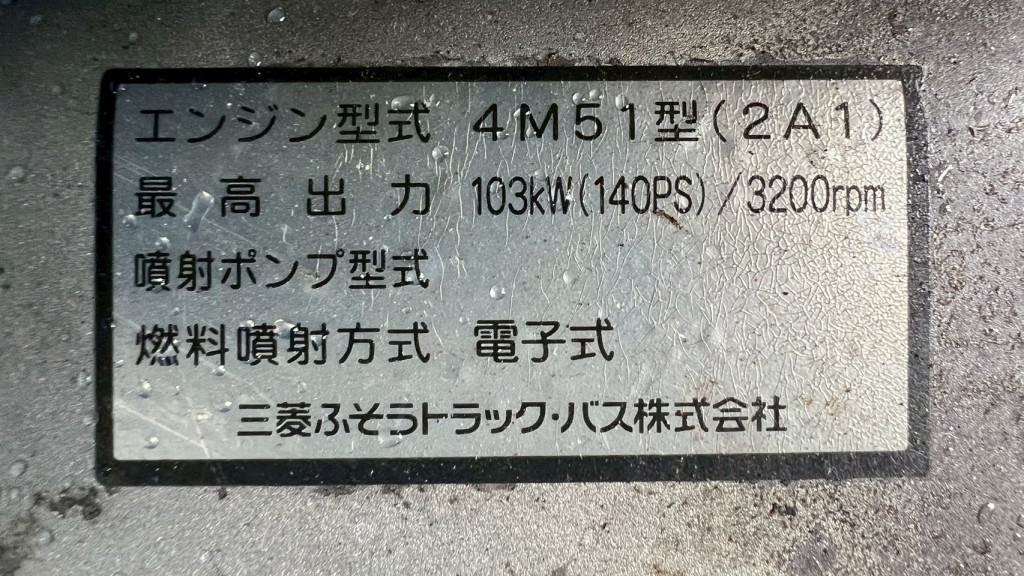 エンジン型式 4M51型(2A1)
最高出力 103kW(140PS)/3200rpm
噴射ポンプ型式
燃料噴射方式 電子式
三菱ふそうトラック・バス株式会社